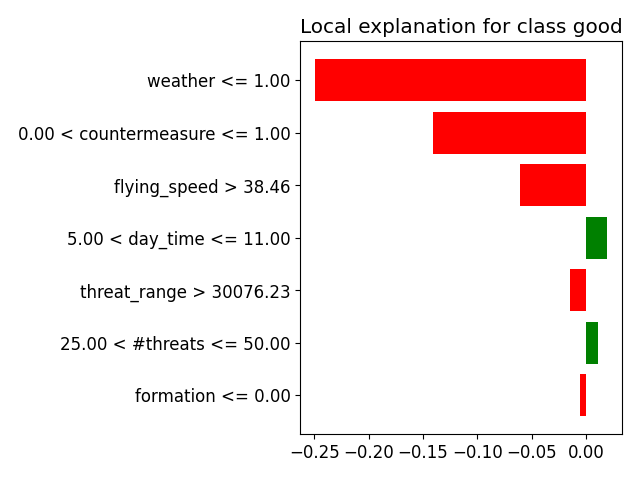 Local explanation for class good
weather <= 1.00
0.00 < countermeasure <= 1.00
flying_speed > 38.46
5.00 < day_time <= 11.00
threat_range > 30076.23
25.00 < #threats <= 50.00
formation <= 0.00
−0.25 −0.20 −0.15 −0.10 −0.05 0.00